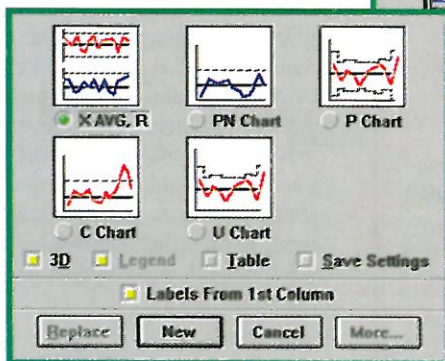 X AVG, R PN Chart P Chart
C Chart U Chart
3D Legend Table Save Settings
Labels From 1st Column
Replace New Cancel More...